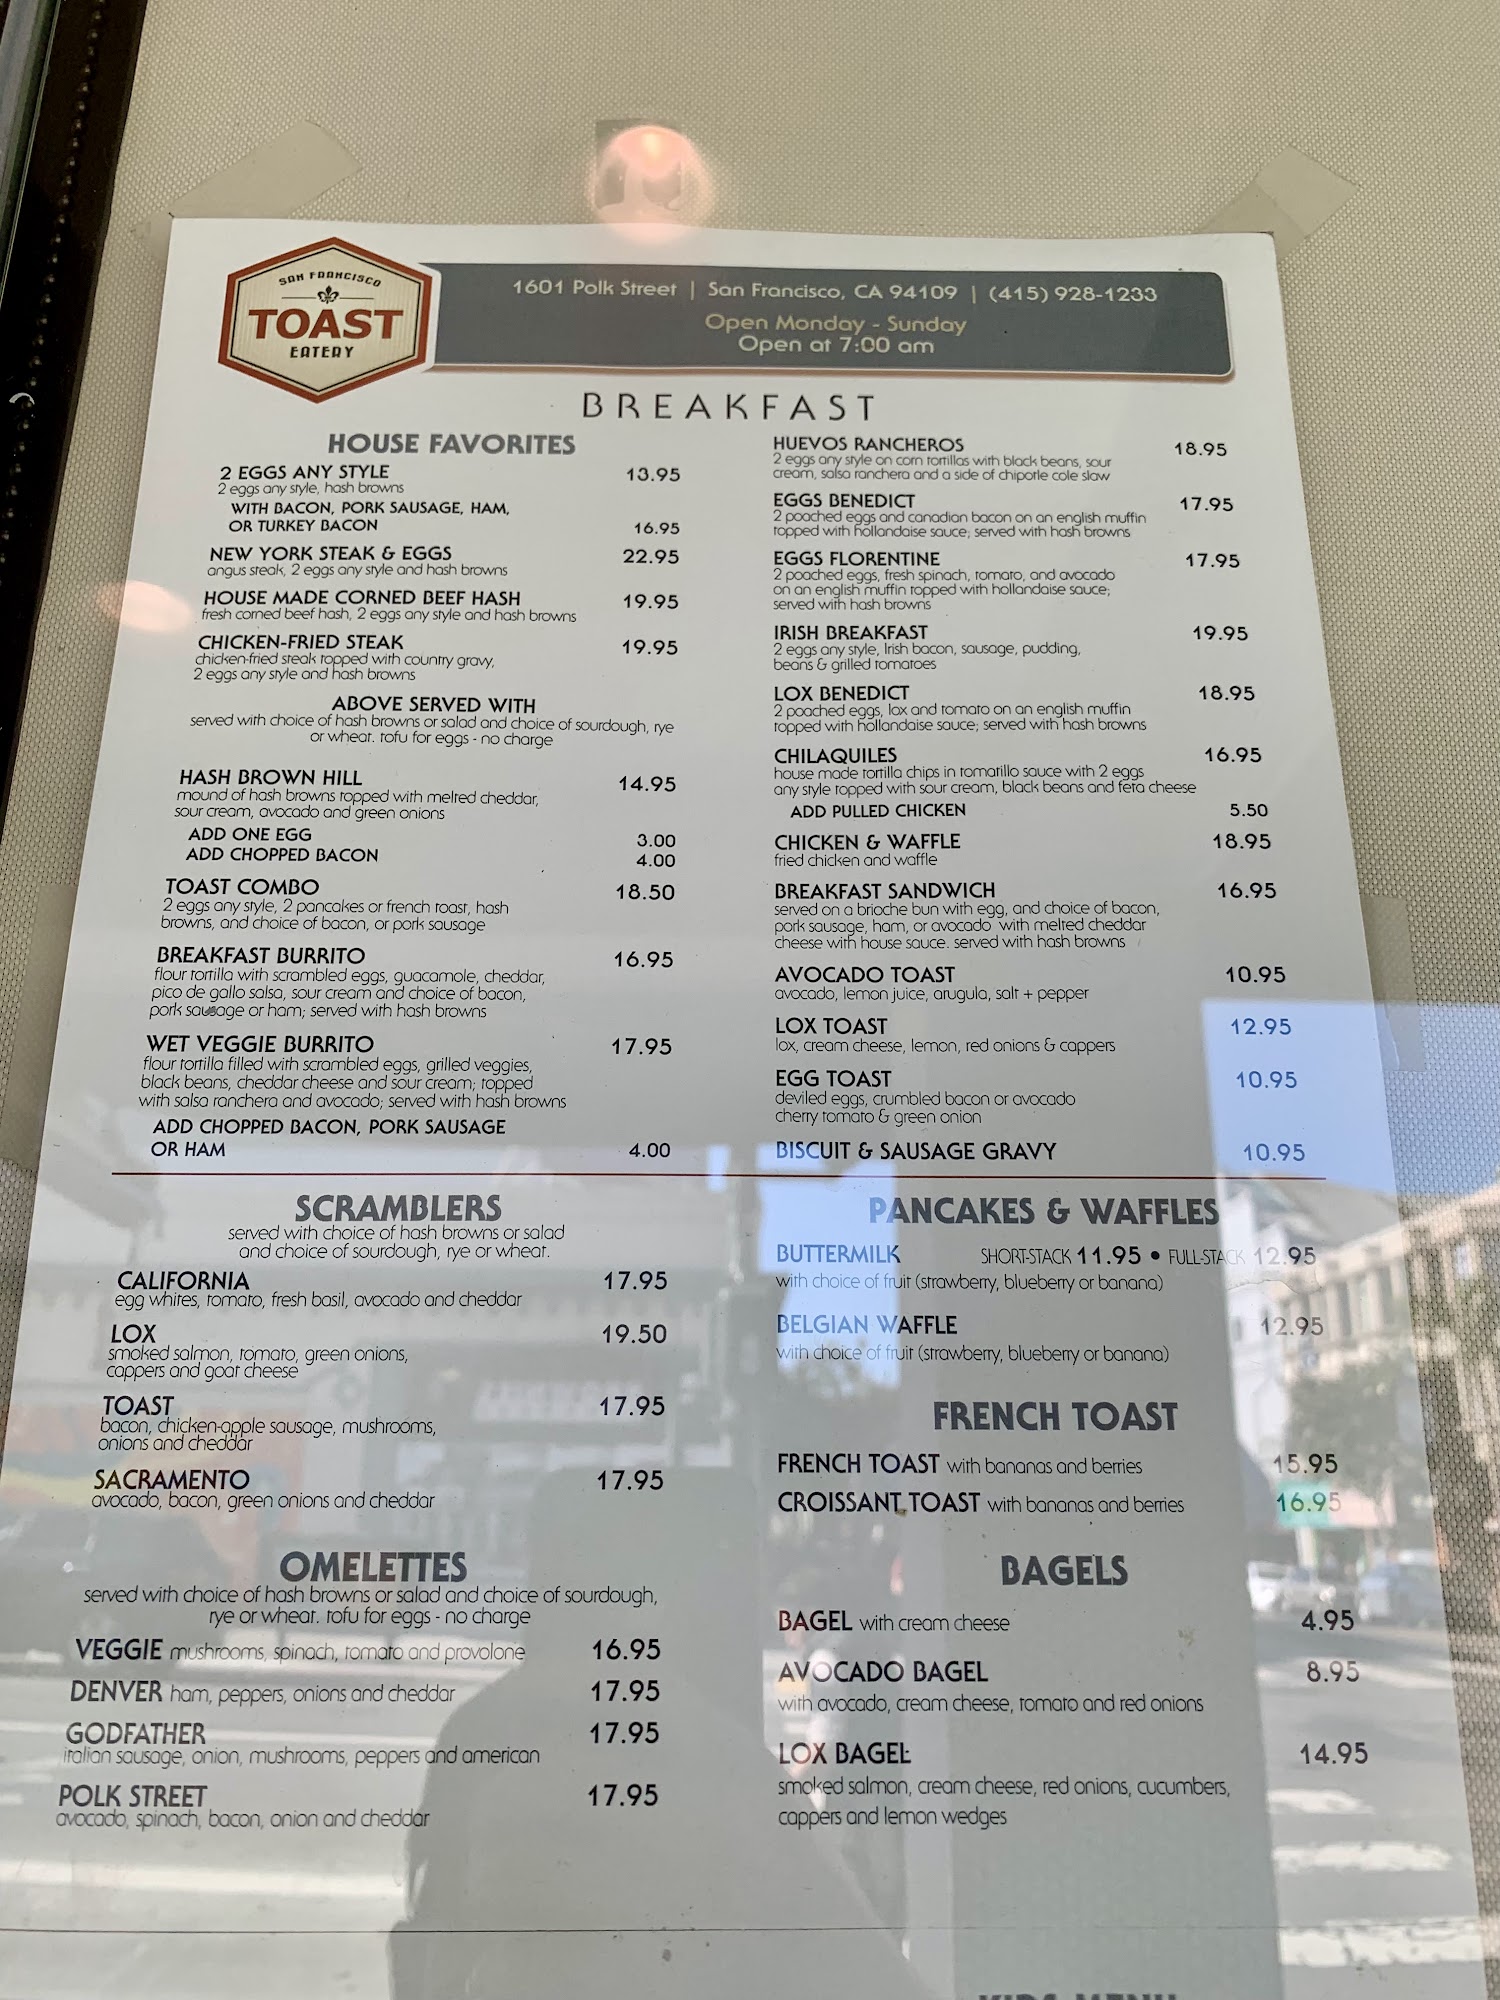 SAN FRANCISCO
TOAST
EATERY
1601 Polk Street | San Francisco, CA 94109 | (415) 928-1233
Open Monday - Sunday
Open at 7:00 am
BREAKFAST
HOUSE FAVORITES
2 EGGS ANY STYLE 13.95
2 eggs any style, hash browns
WITH BACON, PORK SAUSAGE, HAM,
OR TURKEY BACON 16.95
NEW YORK STEAK & EGGS 22.95
angus steak, 2 eggs any style and hash browns
HOUSE MADE CORNED BEEF HASH 19.95
fresh corned beef hash, 2 eggs any style and hash browns
CHICKEN-FRIED STEAK 19.95
chicken-fried steak topped with country gravy,
2 eggs any style and hash browns
ABOVE SERVED WITH
served with choice of hash browns or salad and choice of sourdough, rye
or wheat. tofu for eggs - no charge
HASH BROWN HILL 14.95
mound of hash browns topped with melted cheddar,
sour cream, avocado and green onions
ADD ONE EGG 3.00
ADD CHOPPED BACON 4.00
TOAST COMBO 18.50
2 eggs any style, 2 pancakes or french toast, hash
browns, and choice of bacon, or pork sausage
BREAKFAST BURRITO 16.95
flour tortilla with scrambled eggs, guacamole, cheddar,
pico de gallo salsa, sour cream and choice of bacon,
pork sausage or ham; served with hash browns
WET VEGGIE BURRITO 17.95
flour tortilla filled with scrambled eggs, grilled veggies,
black beans, cheddar cheese and sour cream; topped
with salsa ranchera and avocado; served with hash browns
ADD CHOPPED BACON, PORK SAUSAGE
OR HAM 4.00
HUEVOS RANCHEROS 18.95
2 eggs any style on corn tortillas with black beans, sour
cream, salsa ranchera and a side of chipotle cole slaw
EGGS BENEDICT 17.95
2 poached eggs and canadian bacon on an english muffin
topped with hollandaise sauce; served with hash browns
EGGS FLORENTINE 17.95
2 poached eggs, fresh spinach, tomato, and avocado
on an english muffin topped with hollandaise sauce;
served with hash browns
IRISH BREAKFAST 19.95
2 eggs any style, Irish bacon, sausage, pudding,
beans & grilled tomatoes
LOX BENEDICT 18.95
2 poached eggs, lox and tomato on an english muffin
topped with hollandaise sauce; served with hash browns
CHILAQUILES 16.95
house made tortilla chips in tomatillo sauce with 2 eggs
any style topped with sour cream, black beans and feta cheese
ADD PULLED CHICKEN 5.50
CHICKEN & WAFFLE 18.95
fried chicken and waffle
BREAKFAST SANDWICH 16.95
served on a brioche bun with egg, and choice of bacon,
pork sausage, ham, or avocado with melted cheddar
cheese with house sauce. served with hash browns
AVOCADO TOAST 10.95
avocado, lemon juice, arugula, salt + pepper
LOX TOAST 12.95
lox, cream cheese, lemon, red onions & cappers
EGG TOAST 10.95
deviled eggs, crumbled bacon or avocado
cherry tomato & green onion
BISCUIT & SAUSAGE GRAVY 10.95
SCRAMBLERS
served with choice of hash browns or salad
and choice of sourdough, rye or wheat.
CALIFORNIA 17.95
egg whites, tomato, fresh basil, avocado and cheddar
LOX 19.50
smoked salmon, tomato, green onions,
cappers and goat cheese
TOAST 17.95
bacon, chicken-apple sausage, mushrooms,
onions and cheddar
SACRAMENTO 17.95
avocado, bacon, green onions and cheddar
OMELETTES
served with choice of hash browns or salad and choice of sourdough,
rye or wheat. tofu for eggs - no charge
VEGGIE mushrooms, spinach, tomato and provolone 16.95
DENVER ham, peppers, onions and cheddar 17.95
GODFATHER 17.95
italian sausage, onion, mushrooms, peppers and american
POLK STREET 17.95
avocado, spinach, bacon, onion and cheddar
PANCAKES & WAFFLES
BUTTERMILK SHORT-STACK 11.95 • FULL-STACK 12.95
with choice of fruit (strawberry, blueberry or banana)
BELGIAN WAFFLE 12.95
with choice of fruit (strawberry, blueberry or banana)
FRENCH TOAST
FRENCH TOAST with bananas and berries 15.95
CROISSANT TOAST with bananas and berries 16.95
BAGELS
BAGEL with cream cheese 4.95
AVOCADO BAGEL 8.95
with avocado, cream cheese, tomato and red onions
LOX BAGEL 14.95
smoked salmon, cream cheese, red onions, cucumbers,
cappers and lemon wedges
KIDS MENU